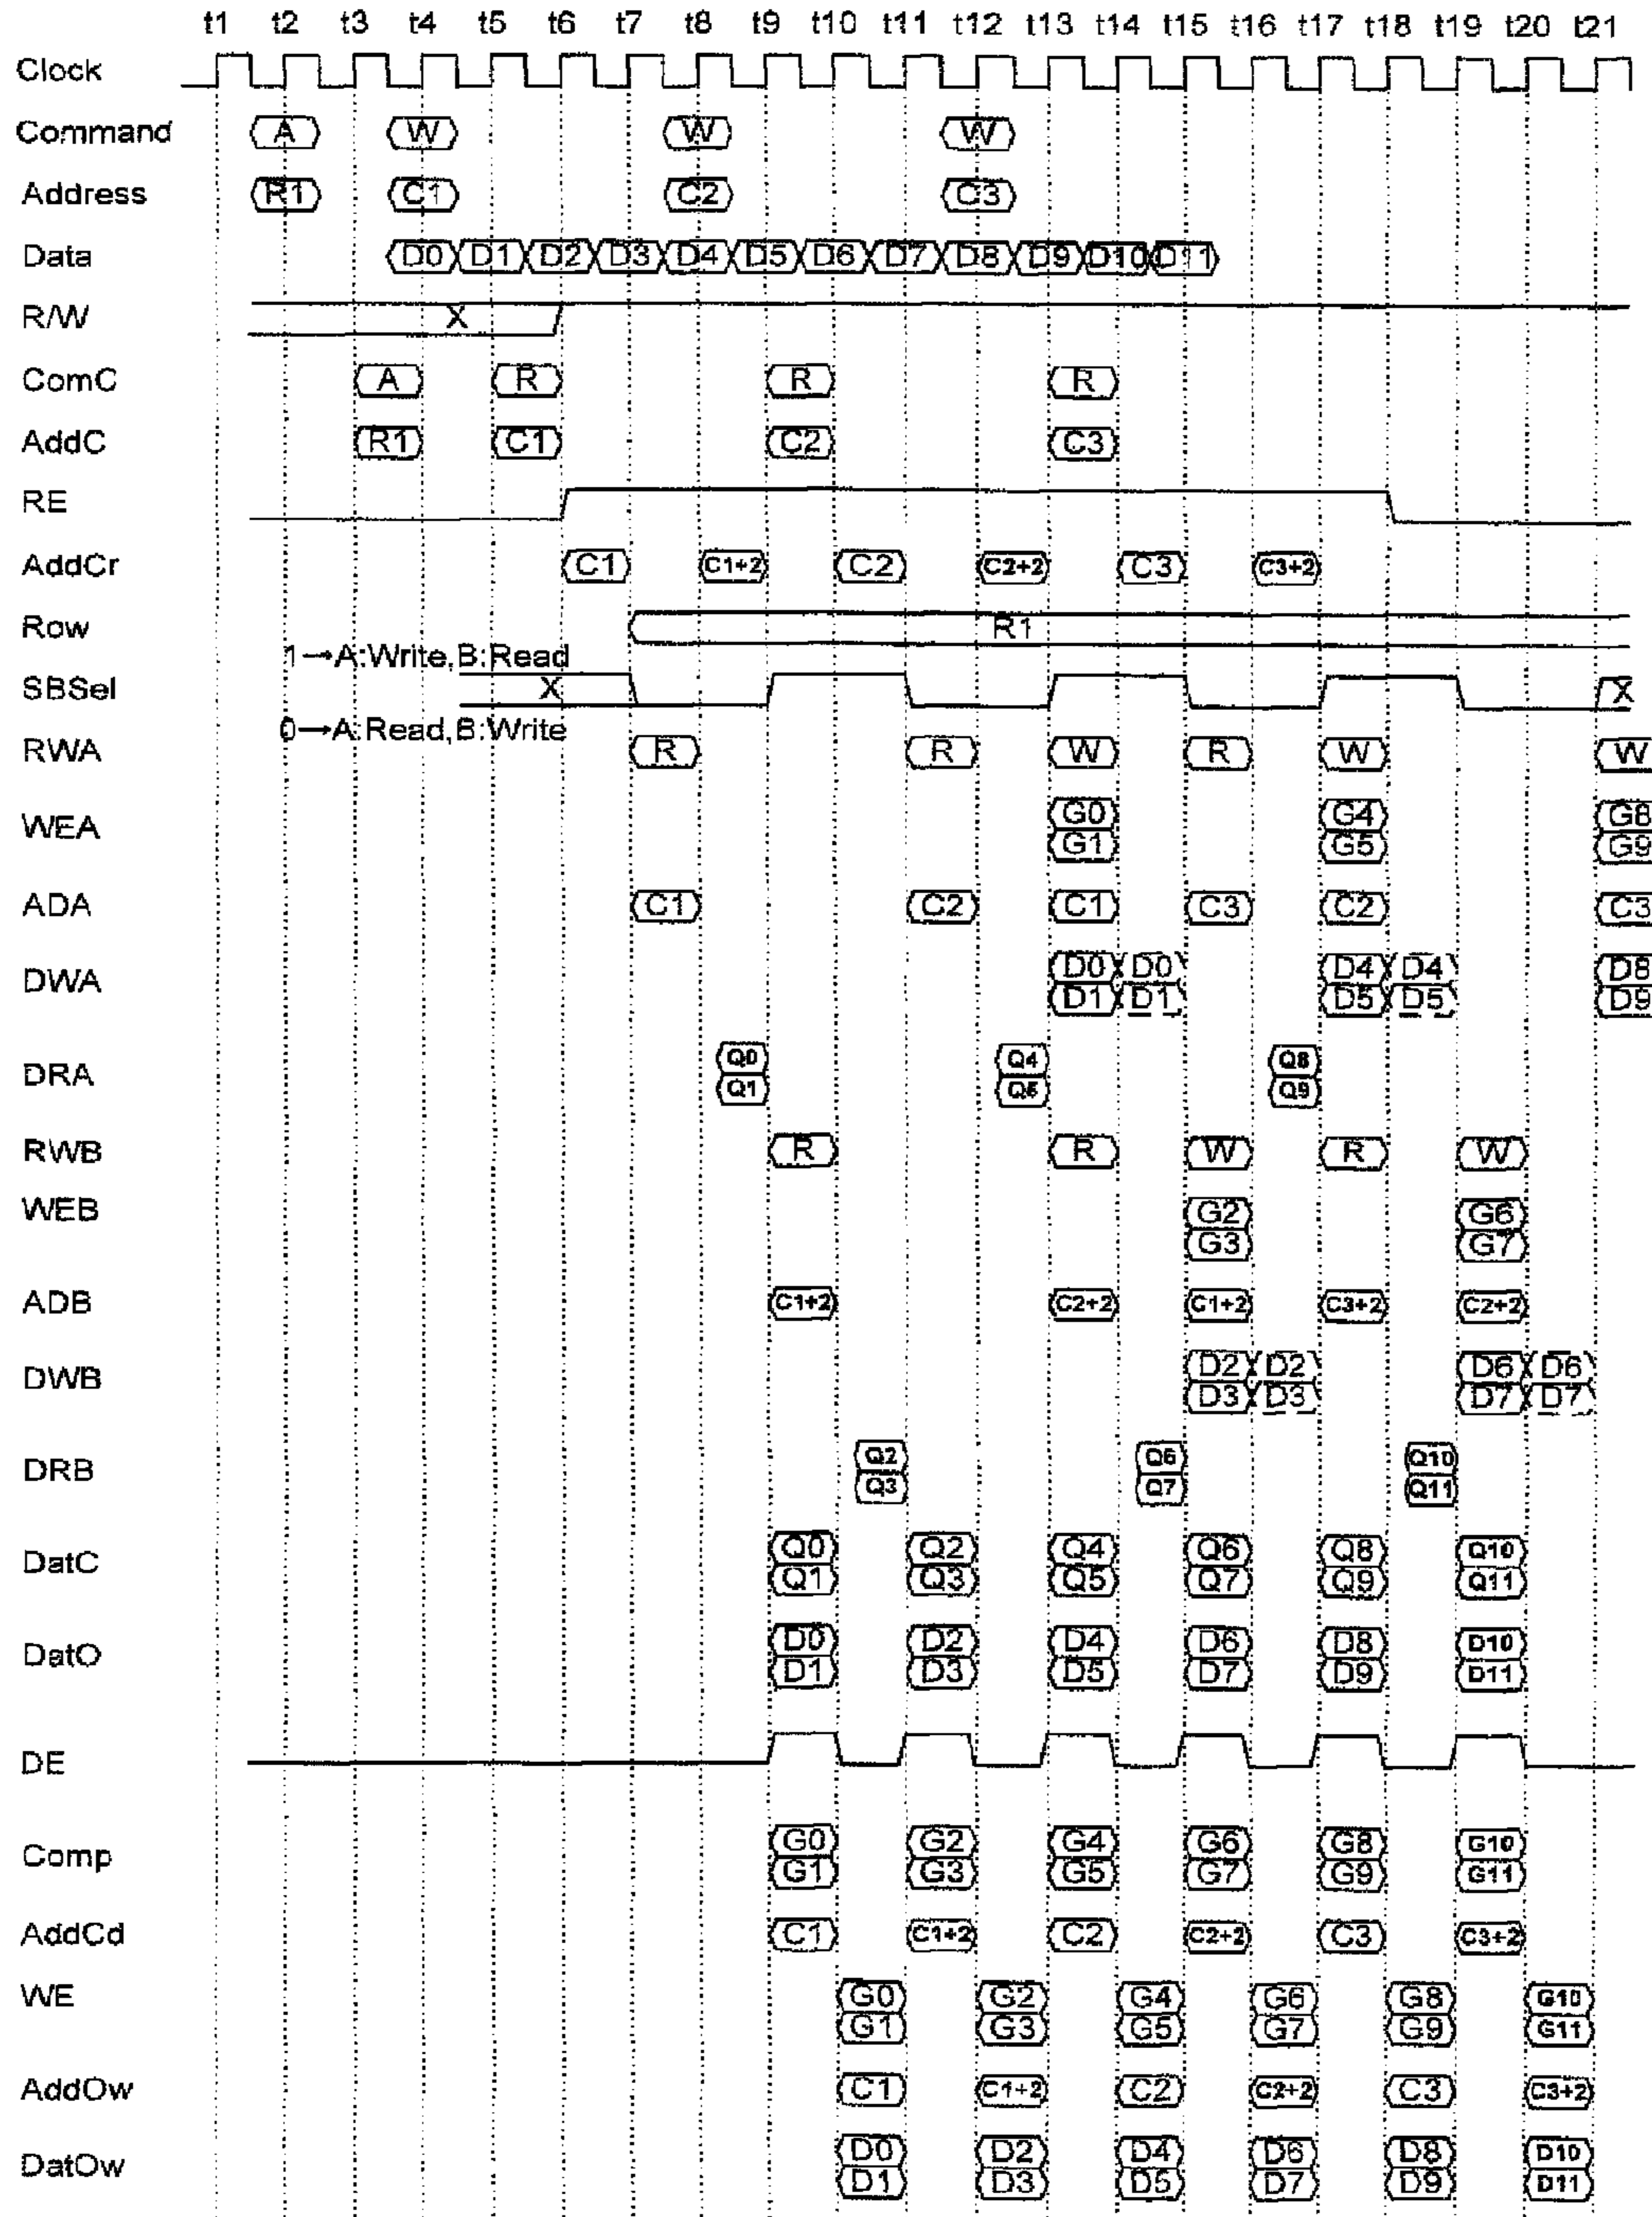 t1 t2 t3 t4 t5 t6 t7 t8 t9 t10 t11 t12 t13 t14 t15 t16 t17 t18 t19 t20 t21
Clock
Command A W W W
Address R1 C1 C2 C3
Data D0 D1 D2 D3 D4 D5 D6 D7 D8 D9 D10 D11
R/W X
ComC A R R R
AddC R1 C1 C2 C3
RE
AddCr C1 C1+2 C2 C2+2 C3 C3+2
Row R1
1→A:Write,B:Read
SBSel X X
0→A:Read,B:Write
RWA R R W R W W
WEA G0 G4 G8
G1 G5 G9
ADA C1 C2 C1 C3 C2 C3
DWA D0 D0 D4 D4 D8
D1 D1 D5 D5 D9
DRA Q0 Q4 Q8
Q1 Q5 Q9
RWB R R W R W
WEB G2 G6
G3 G7
ADB C1+2 C2+2 C1+2 C3+2 C2+2
DWB D2 D2 D6 D6
D3 D3 D7 D7
DRB Q2 Q6 Q10
Q3 Q7 Q11
DatC Q0 Q2 Q4 Q6 Q8 Q10
Q1 Q3 Q5 Q7 Q9 Q11
DatO D0 D2 D4 D6 D8 D10
D1 D3 D5 D7 D9 D11
DE
Comp G0 G2 G4 G6 G8 G10
G1 G3 G5 G7 G9 G11
AddCd C1 C1+2 C2 C2+2 C3 C3+2
WE G0 G2 G4 G6 G8 G10
G1 G3 G5 G7 G9 G11
AddOw C1 C1+2 C2 C2+2 C3 C3+2
DatOw D0 D2 D4 D6 D8 D10
D1 D3 D5 D7 D9 D11